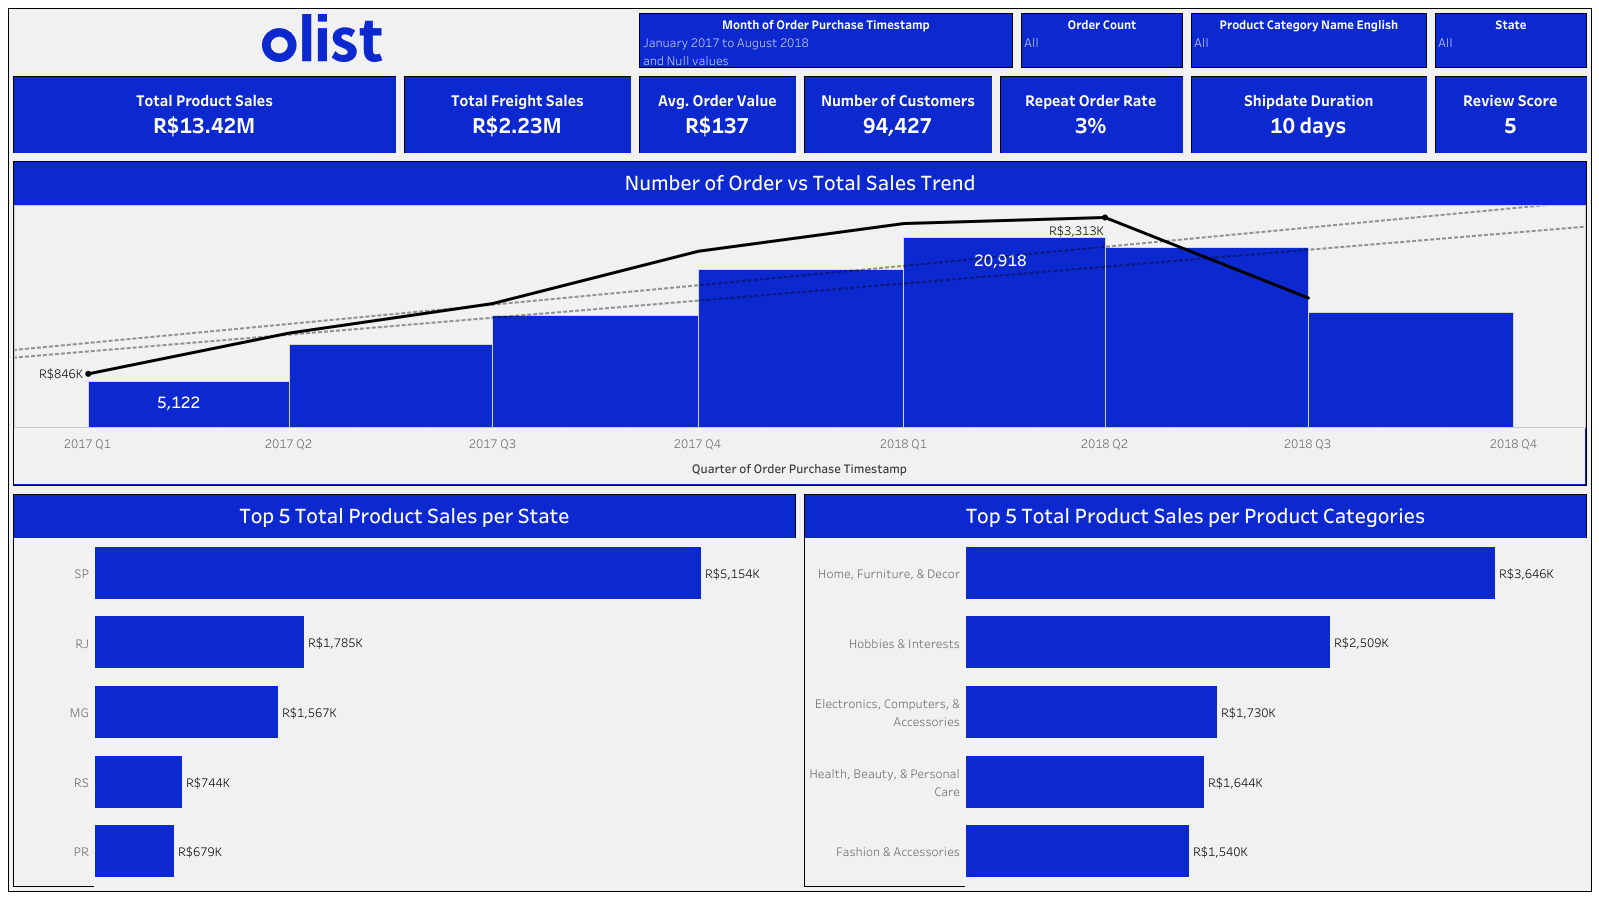 olist
Month of Order Purchase Timestamp
January 2017 to August 2018
and Null values
Order Count
All
Product Category Name English
All
State
All
Total Product Sales
R$13.42M
Total Freight Sales
R$2.23M
Avg. Order Value
R$137
Number of Customers
94,427
Repeat Order Rate
3%
Shipdate Duration
10 days
Review Score
5
Number of Order vs Total Sales Trend
R$3,313K
20,918
R$846K
5,122
2017 Q1
2017 Q2
2017 Q3
2017 Q4
2018 Q1
2018 Q2
2018 Q3
2018 Q4
Quarter of Order Purchase Timestamp
Top 5 Total Product Sales per State
SP
R$5,154K
RJ
R$1,785K
MG
R$1,567K
RS
R$744K
PR
R$679K
Top 5 Total Product Sales per Product Categories
Home, Furniture, & Decor
R$3,646K
Hobbies & Interests
R$2,509K
Electronics, Computers, &
Accessories
R$1,730K
Health, Beauty, & Personal
Care
R$1,644K
Fashion & Accessories
R$1,540K